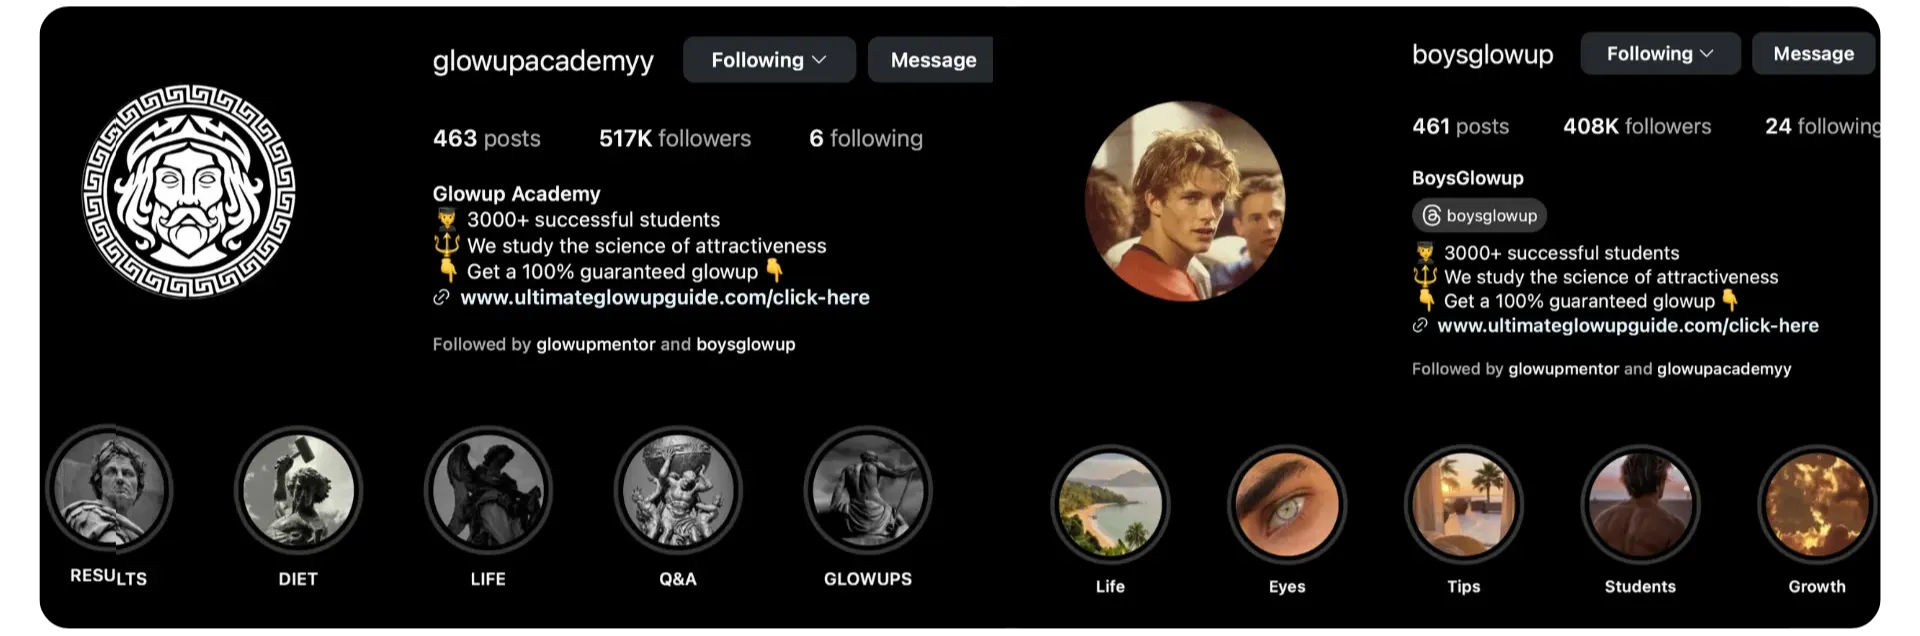 glowupacademyy Following Message
463 posts 517K followers 6 following
Glowup Academy
👨‍🎓 3000+ successful students
🔱 We study the science of attractiveness
👇 Get a 100% guaranteed glowup 👇
www.ultimateglowupguide.com/click-here
Followed by glowupmentor and boysglowup
RESULTS DIET LIFE Q&A GLOWUPS
boysglowup Following Message
461 posts 408K followers 24 following
BoysGlowup
boysglowup
👨‍🎓 3000+ successful students
🔱 We study the science of attractiveness
👇 Get a 100% guaranteed glowup 👇
www.ultimateglowupguide.com/click-here
Followed by glowupmentor and glowupacademyy
Life Eyes Tips Students Growth